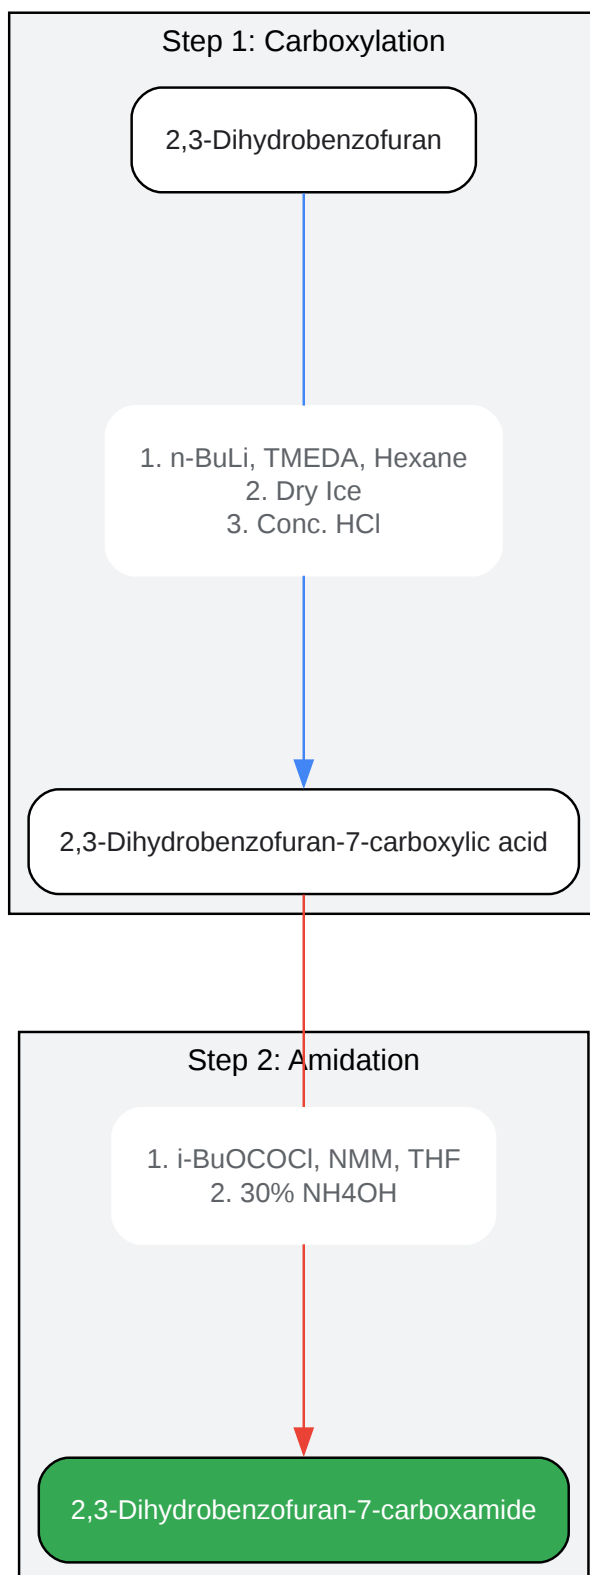 Step 1: Carboxylation
2,3-Dihydrobenzofuran
1. n-BuLi, TMEDA, Hexane
2. Dry Ice
3. Conc. HCl
2,3-Dihydrobenzofuran-7-carboxylic acid
Step 2: Amidation
1. i-BuOCOCl, NMM, THF
2. 30% NH4OH
2,3-Dihydrobenzofuran-7-carboxamide